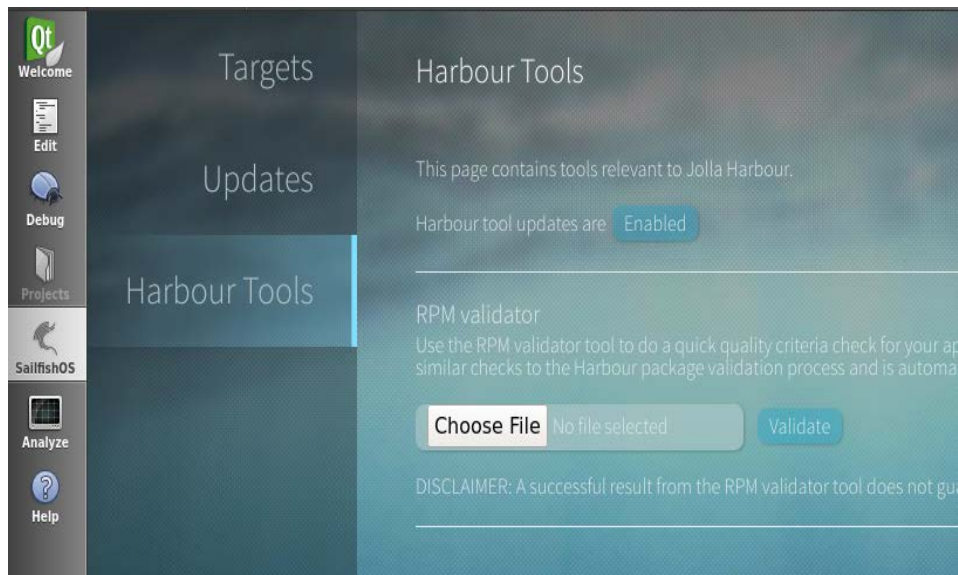 Qt
Welcome
Edit
Debug
Projects
SailfishOS
Analyze
Help
Targets
Updates
Harbour Tools
Harbour Tools
This page contains tools relevant to Jolla Harbour.
Harbour tool updates are Enabled
RPM validator
Use the RPM validator tool to do a quick quality criteria check for your
similar checks to the Harbour package validation process and is
Choose File No file selected Validate
DISCLAIMER: A successful result from the RPM validator tool does not